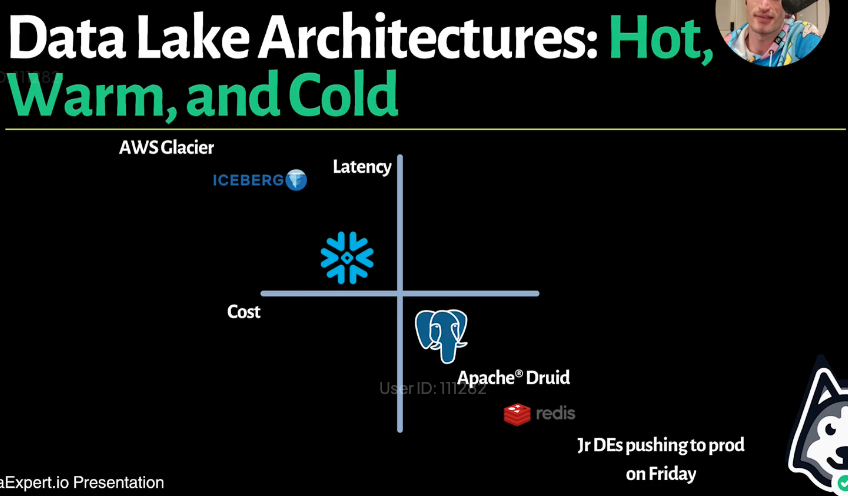 Data Lake Architectures: Hot,
Warm, and Cold
AWS Glacier
ICEBERG
Latency
Cost
Apache® Druid
User ID: 111282
redis
Jr DEs pushing to prod
on Friday
aExpert.io Presentation